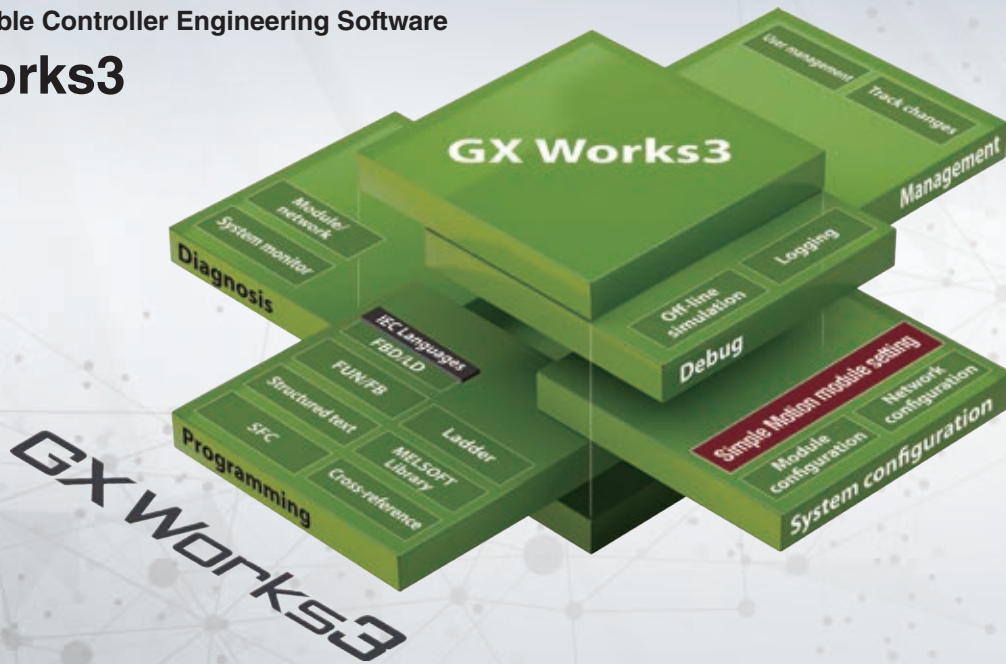 ble Controller Engineering Software
orks3
GX Works3
User management
Track changes
Management
Module/
network
System monitor
Diagnosis
Logging
Off-line
simulation
Debug
IEC Languages
FBD/LD
FUN/FB
Structured text
SFC
Ladder
MELSOFT
Library
Cross-reference
Programming
Simple Motion module setting
Network
configuration
Module
configuration
System configuration
GX Works3